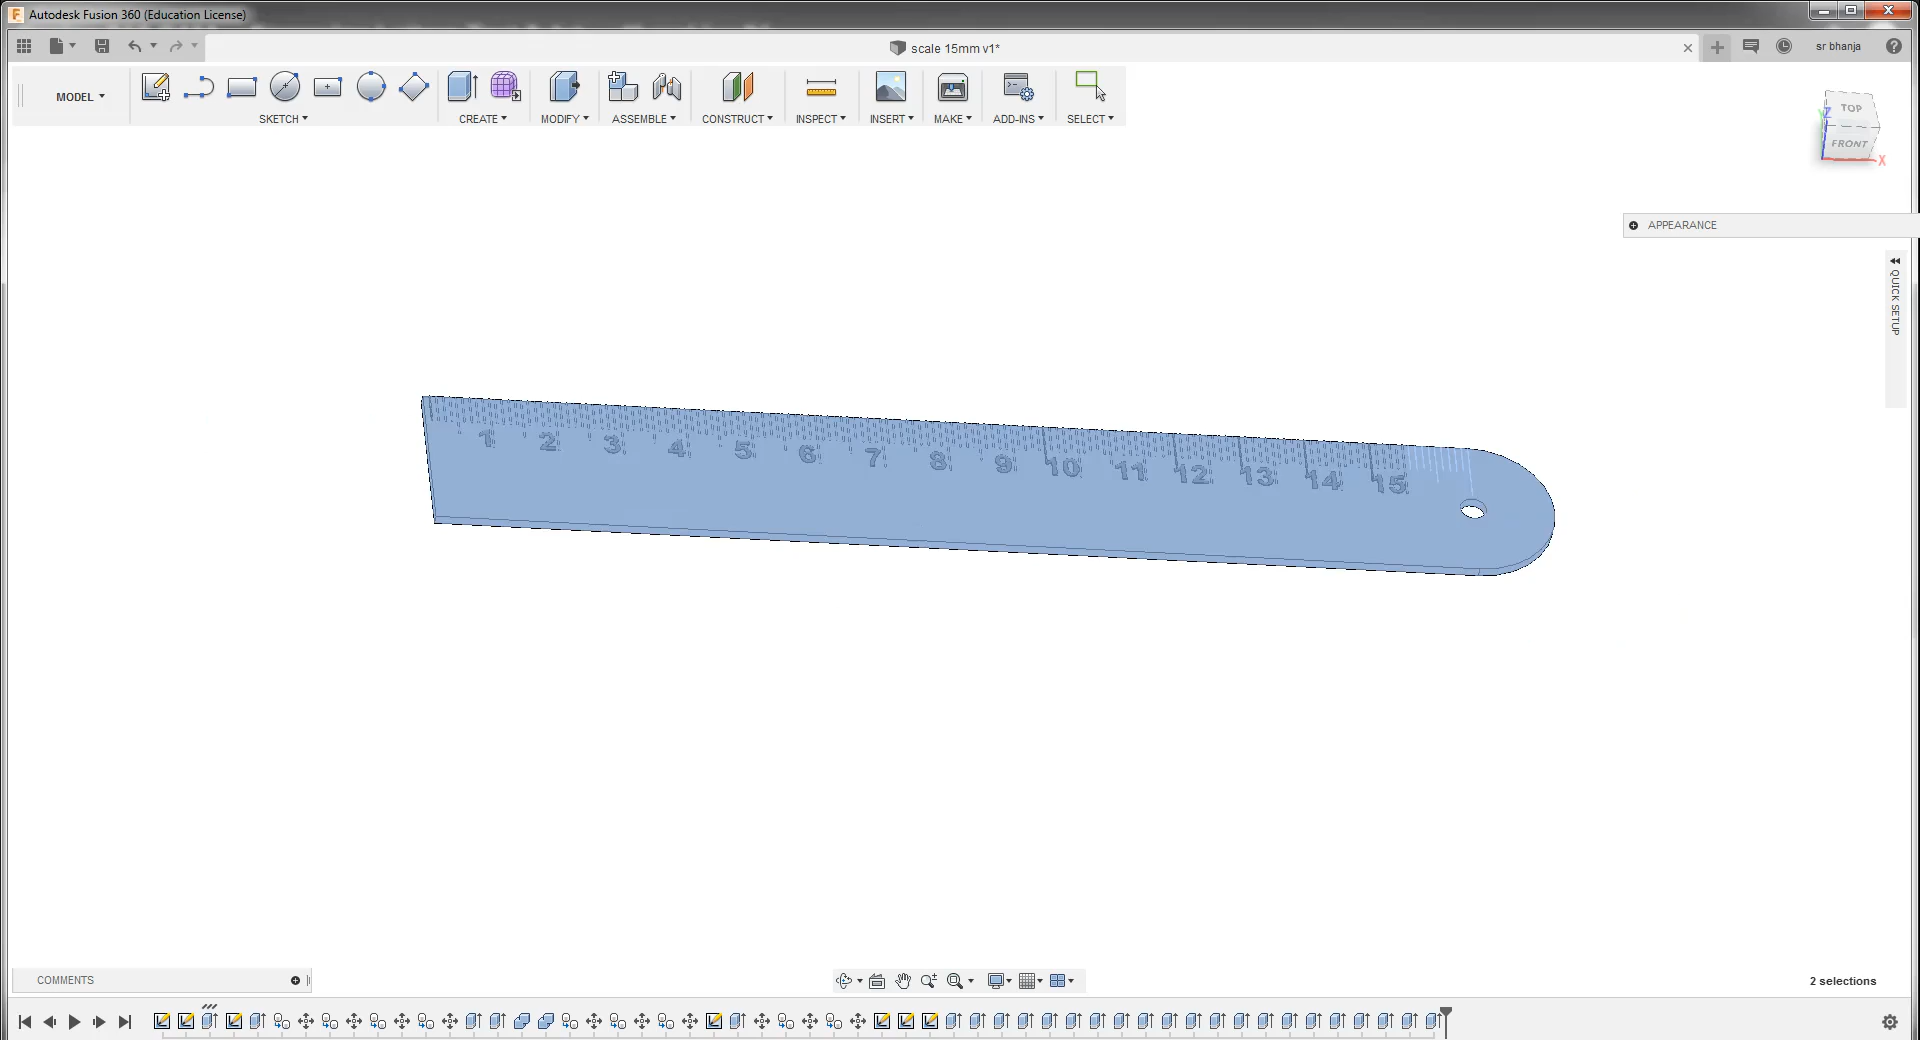 Autodesk Fusion 360 (Education License)
scale 15mm v1*
sr bhanja
MODEL
SKETCH
CREATE
MODIFY
ASSEMBLE
CONSTRUCT
INSPECT
INSERT
MAKE
ADD-INS
SELECT
TOP
FRONT
Z
X
APPEARANCE
QUICK SETUP
1 2 3 4 5 6 7 8 9 10 11 12 13 14 15
COMMENTS
2 selections